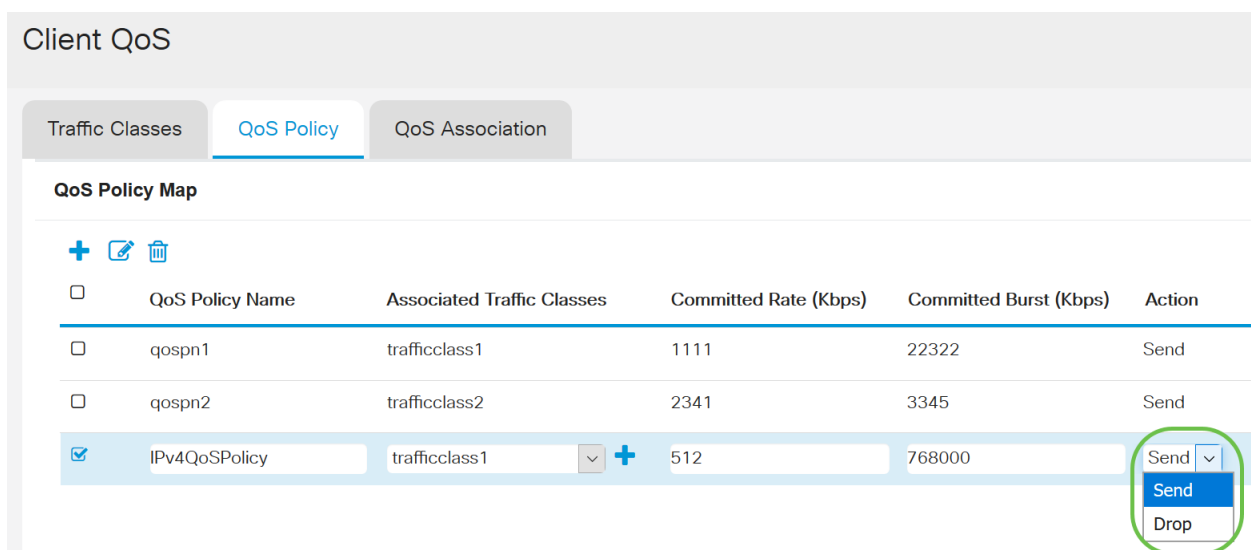 Client QoS
Traffic Classes QoS Policy QoS Association
QoS Policy Map
QoS Policy Name Associated Traffic Classes Committed Rate (Kbps) Committed Burst (Kbps) Action
qospn1 trafficclass1 1111 22322 Send
qospn2 trafficclass2 2341 3345 Send
IPv4QoSPolicy trafficclass1 512 768000 Send
Send
Drop